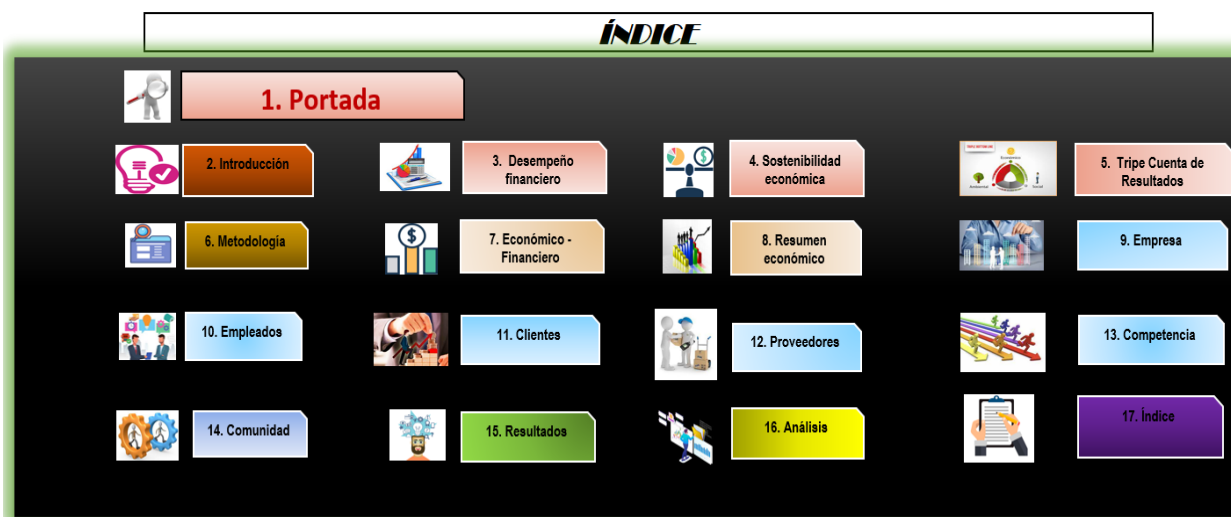 ÍNDICE
1. Portada
2. Introducción
3. Desempeño
financiero
4. Sostenibilidad
económica
5. Tripe Cuenta de
Resultados
6. Metodología
7. Económico -
Financiero
8. Resumen
económico
9. Empresa
10. Empleados
11. Clientes
12. Proveedores
13. Competencia
14. Comunidad
15. Resultados
16. Análisis
17. Índice